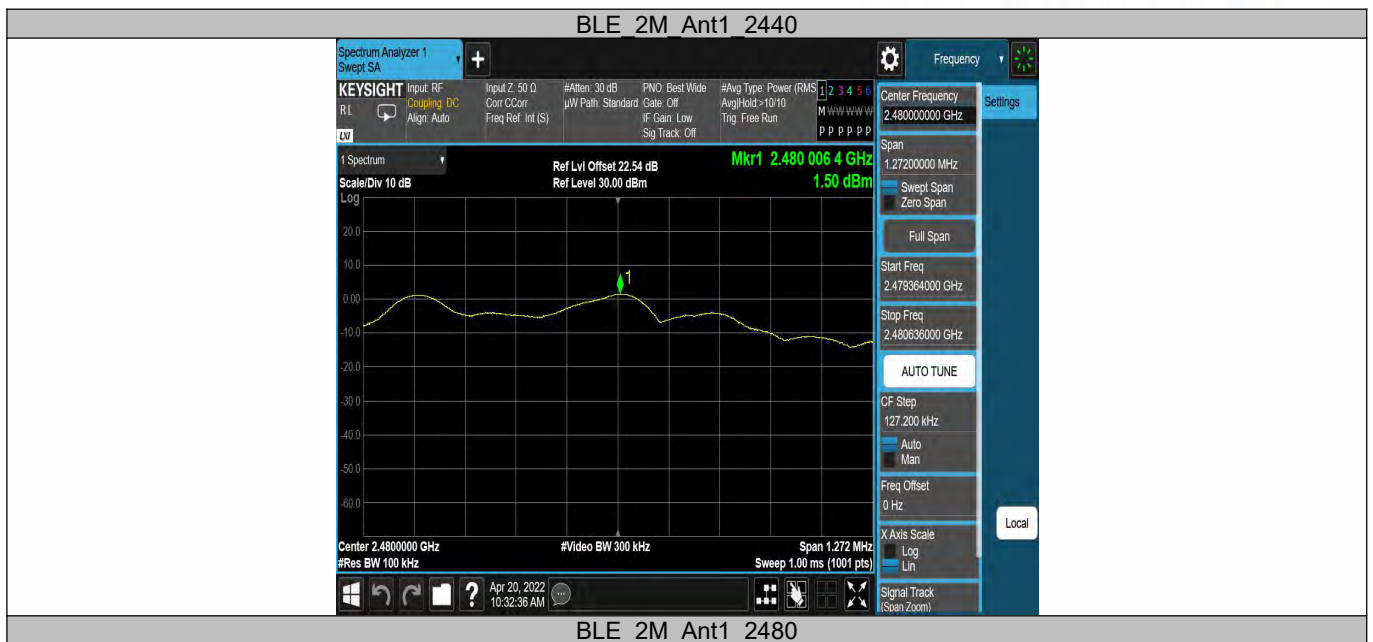 BLE_2M_Ant1_2440
Spectrum Analyzer 1
Swept SA
+
Frequency
KEYSIGHT
RL
LXI
Input: RF
Coupling: DC
Align: Auto
Input Z: 50 Ω
Corr CCorr
Freq Ref: Int (S)
#Atten: 30 dB
µW Path: Standard
PNO: Best Wide
Gate: Off
IF Gain: Low
Sig Track: Off
#Avg Type: Power (RMS
Avg|Hold:>10/10
Trig: Free Run
1 2 3 4 5 6
M W W W W W
P P P P P P
Center Frequency
2.480000000 GHz
Settings
1 Spectrum
Scale/Div 10 dB
Log
Ref Lvl Offset 22.54 dB
Ref Level 30.00 dBm
Mkr1 2.480 006 4 GHz
1.50 dBm
Span
1.27200000 MHz
Swept Span
Zero Span
Full Span
Start Freq
2.479364000 GHz
Stop Freq
2.480636000 GHz
AUTO TUNE
CF Step
127.200 kHz
Auto
Man
Freq Offset
0 Hz
X Axis Scale
Log
Lin
Signal Track
(Span Zoom)
Local
20.0
10.0
1
0.00
-10.0
-20.0
-30.0
-40.0
-50.0
-60.0
Center 2.4800000 GHz
#Res BW 100 kHz
#Video BW 300 kHz
Span 1.272 MHz
Sweep 1.00 ms (1001 pts)
?
Apr 20, 2022
10:32:36 AM
BLE_2M_Ant1_2480